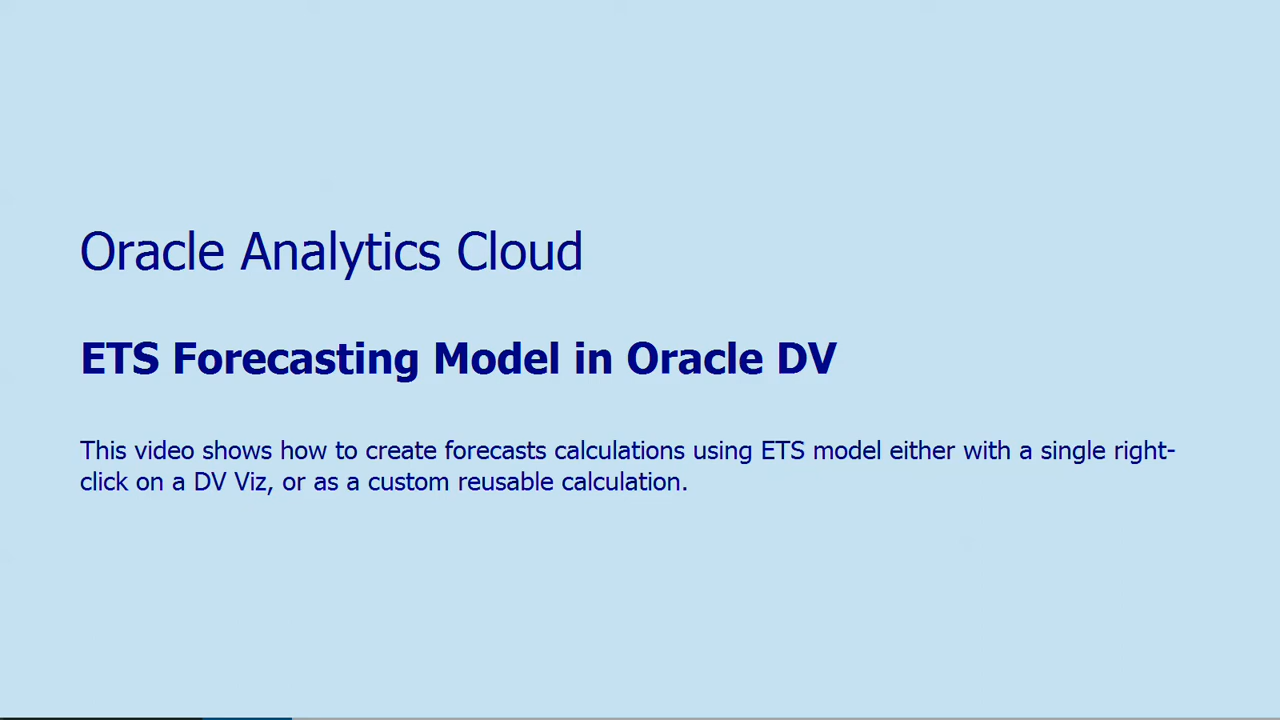 Oracle Analytics Cloud
ETS Forecasting Model in Oracle DV
This video shows how to create forecasts calculations using ETS model either with a single right-
click on a DV Viz, or as a custom reusable calculation.